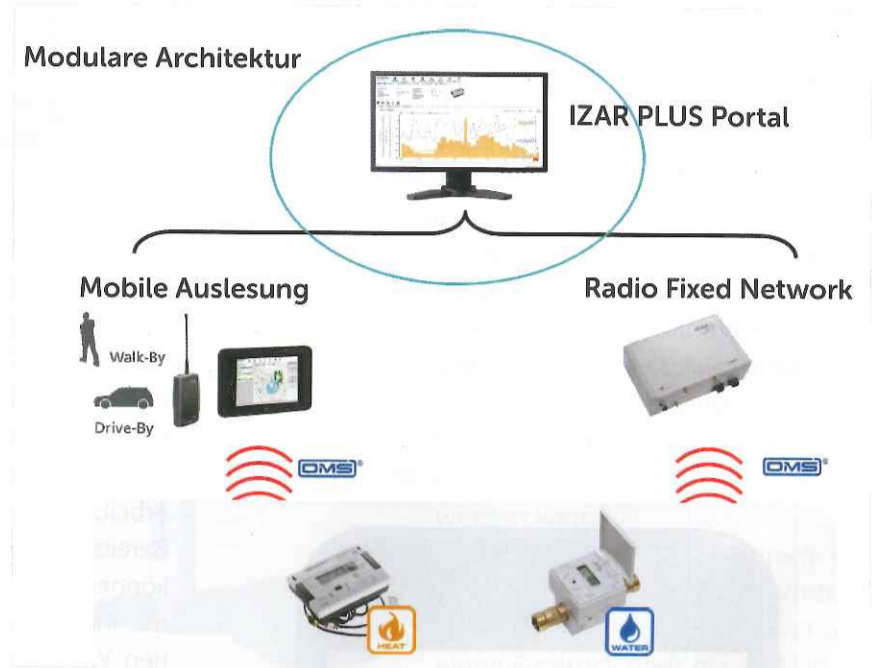 Modulare Architektur
IZAR PLUS Portal
Mobile Auslesung
Radio Fixed Network
Walk-By
Drive-By
OMS®
OMS®
HEAT
WATER